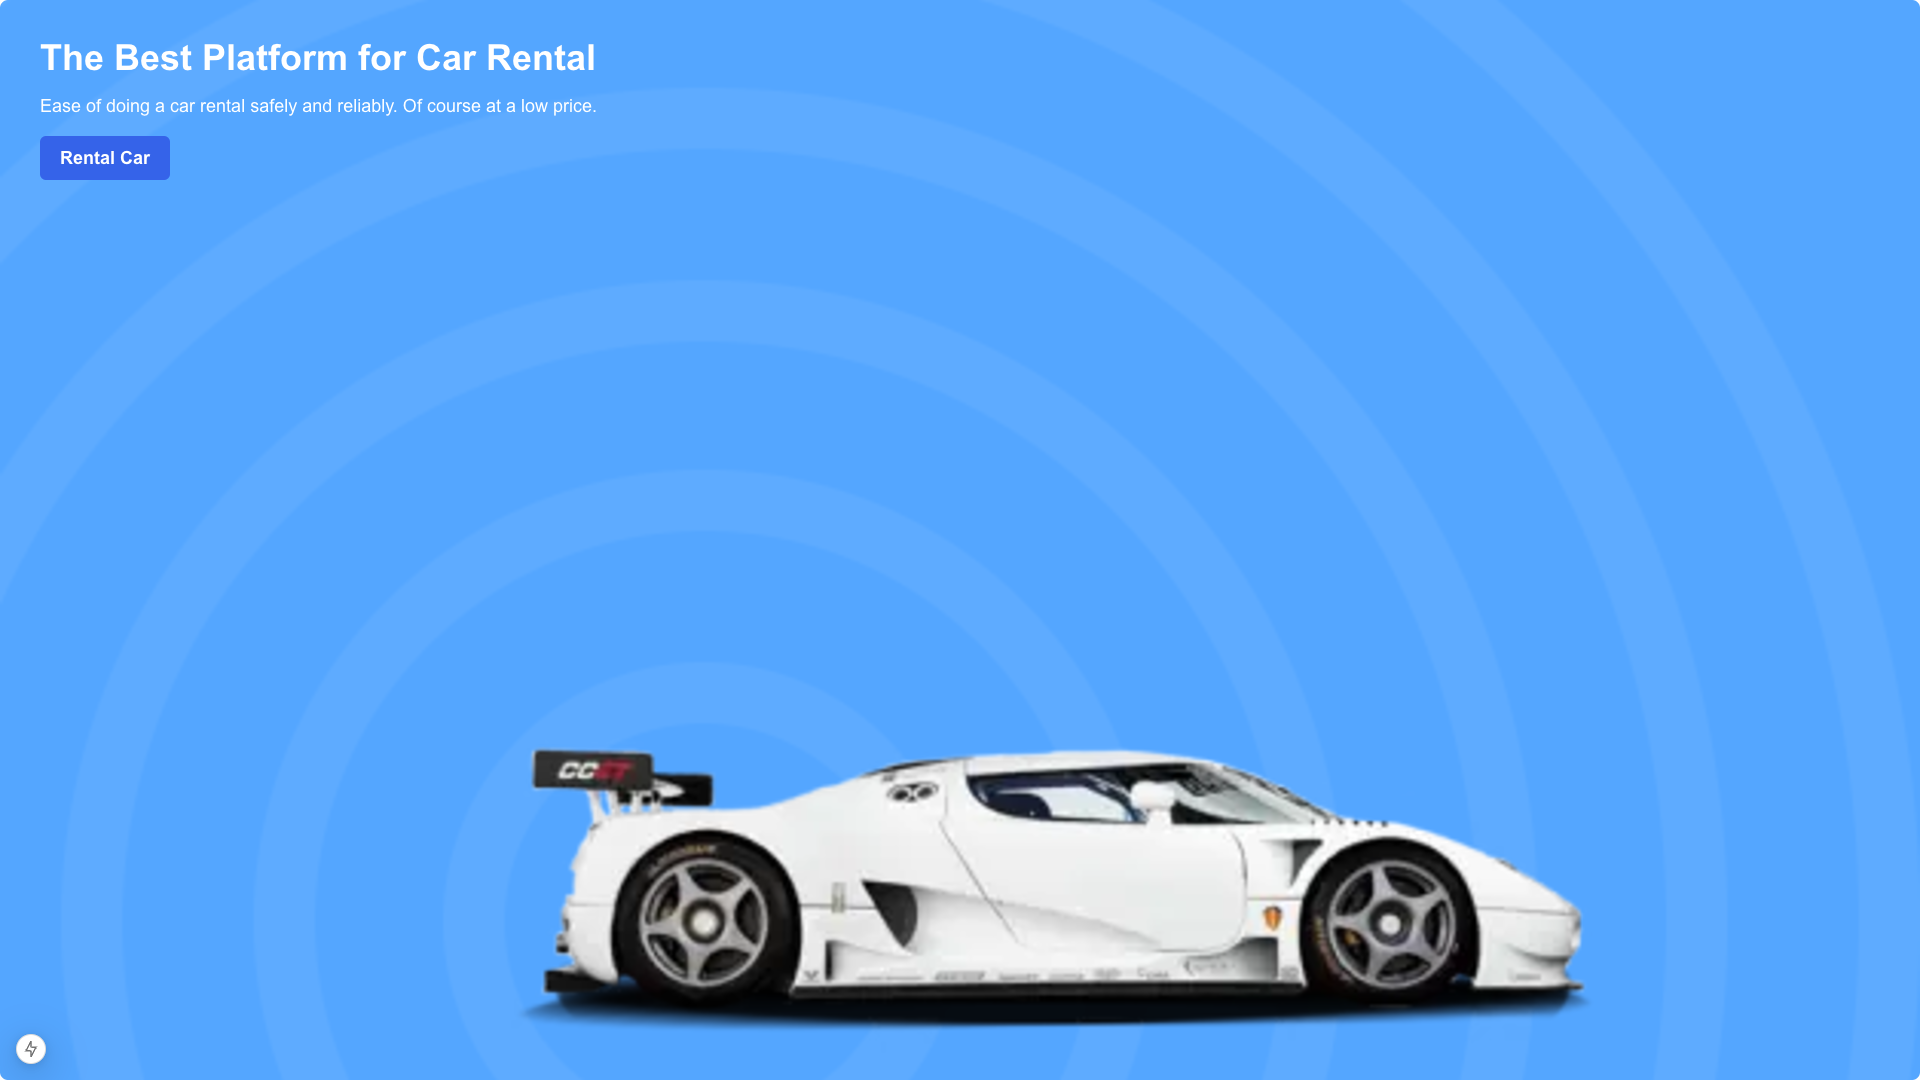 The Best Platform for Car Rental
Ease of doing a car rental safely and reliably. Of course at a low price.
Rental Car
CCGT